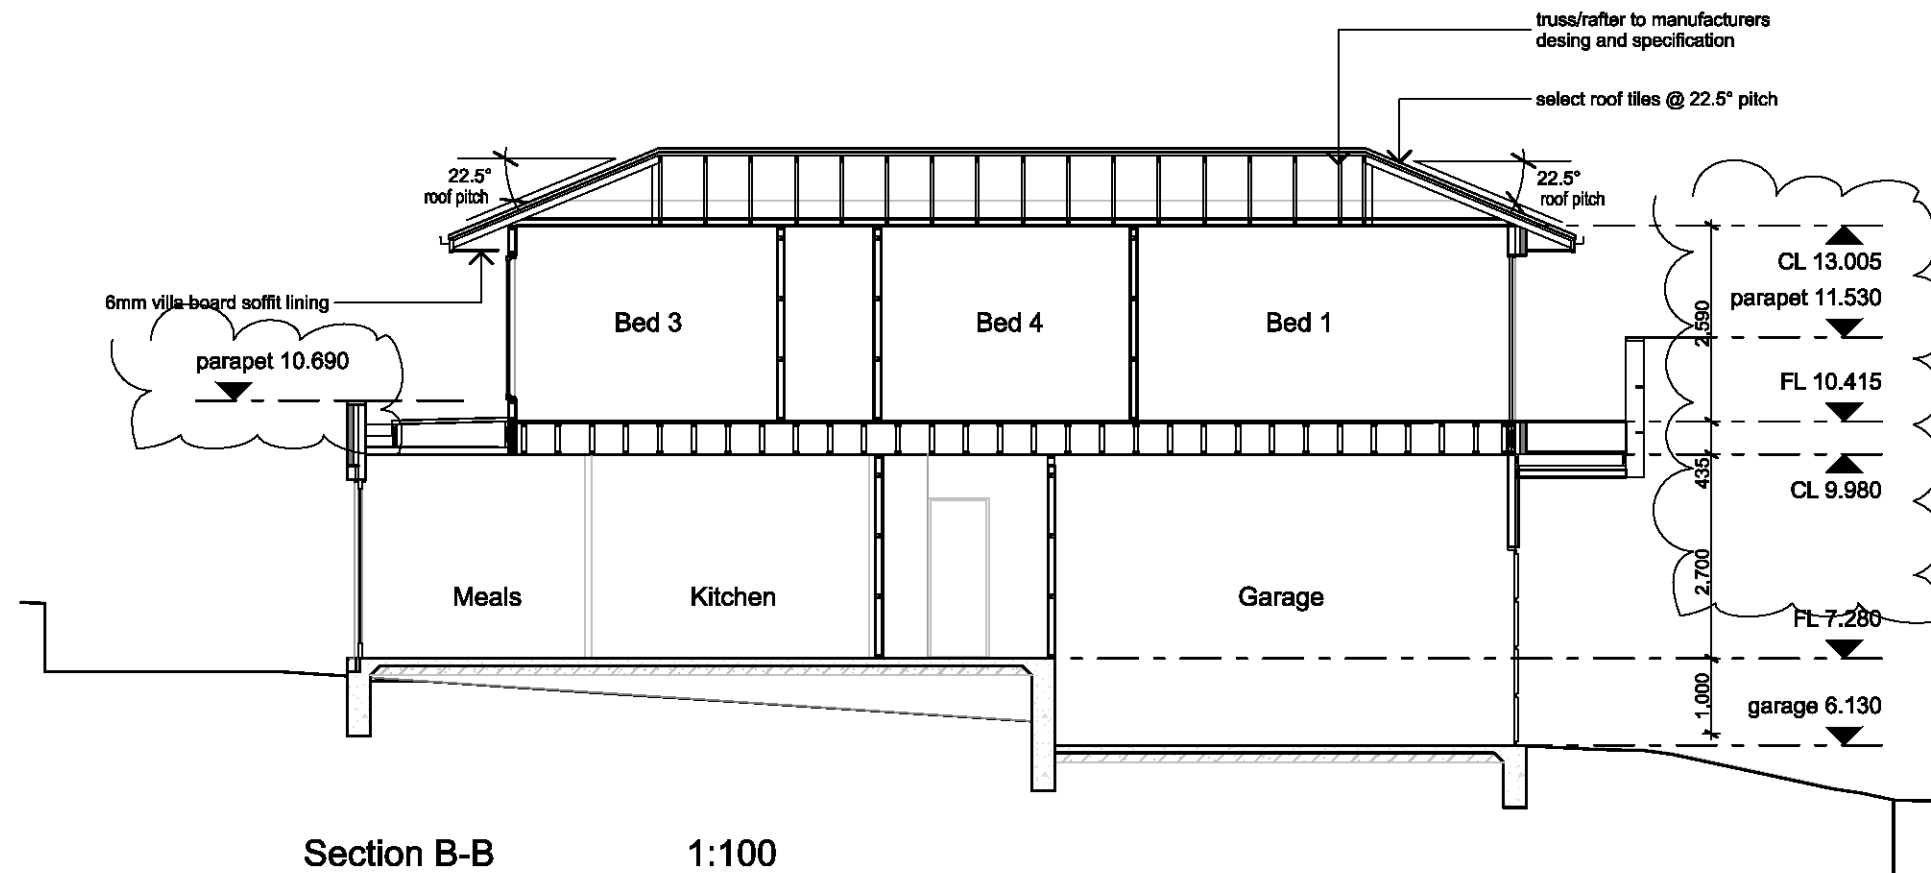 truss/rafter to manufacturers
desing and specification
select roof tiles @ 22.5° pitch
22.5°
roof pitch
22.5°
roof pitch
CL 13.005
parapet 11.530
6mm villa board soffit lining
Bed 3
Bed 4
Bed 1
2,590
parapet 10.690
FL 10.415
435
CL 9.980
Meals
Kitchen
Garage
2,700
FL 7.280
1,000
garage 6.130
Section B-B
1:100